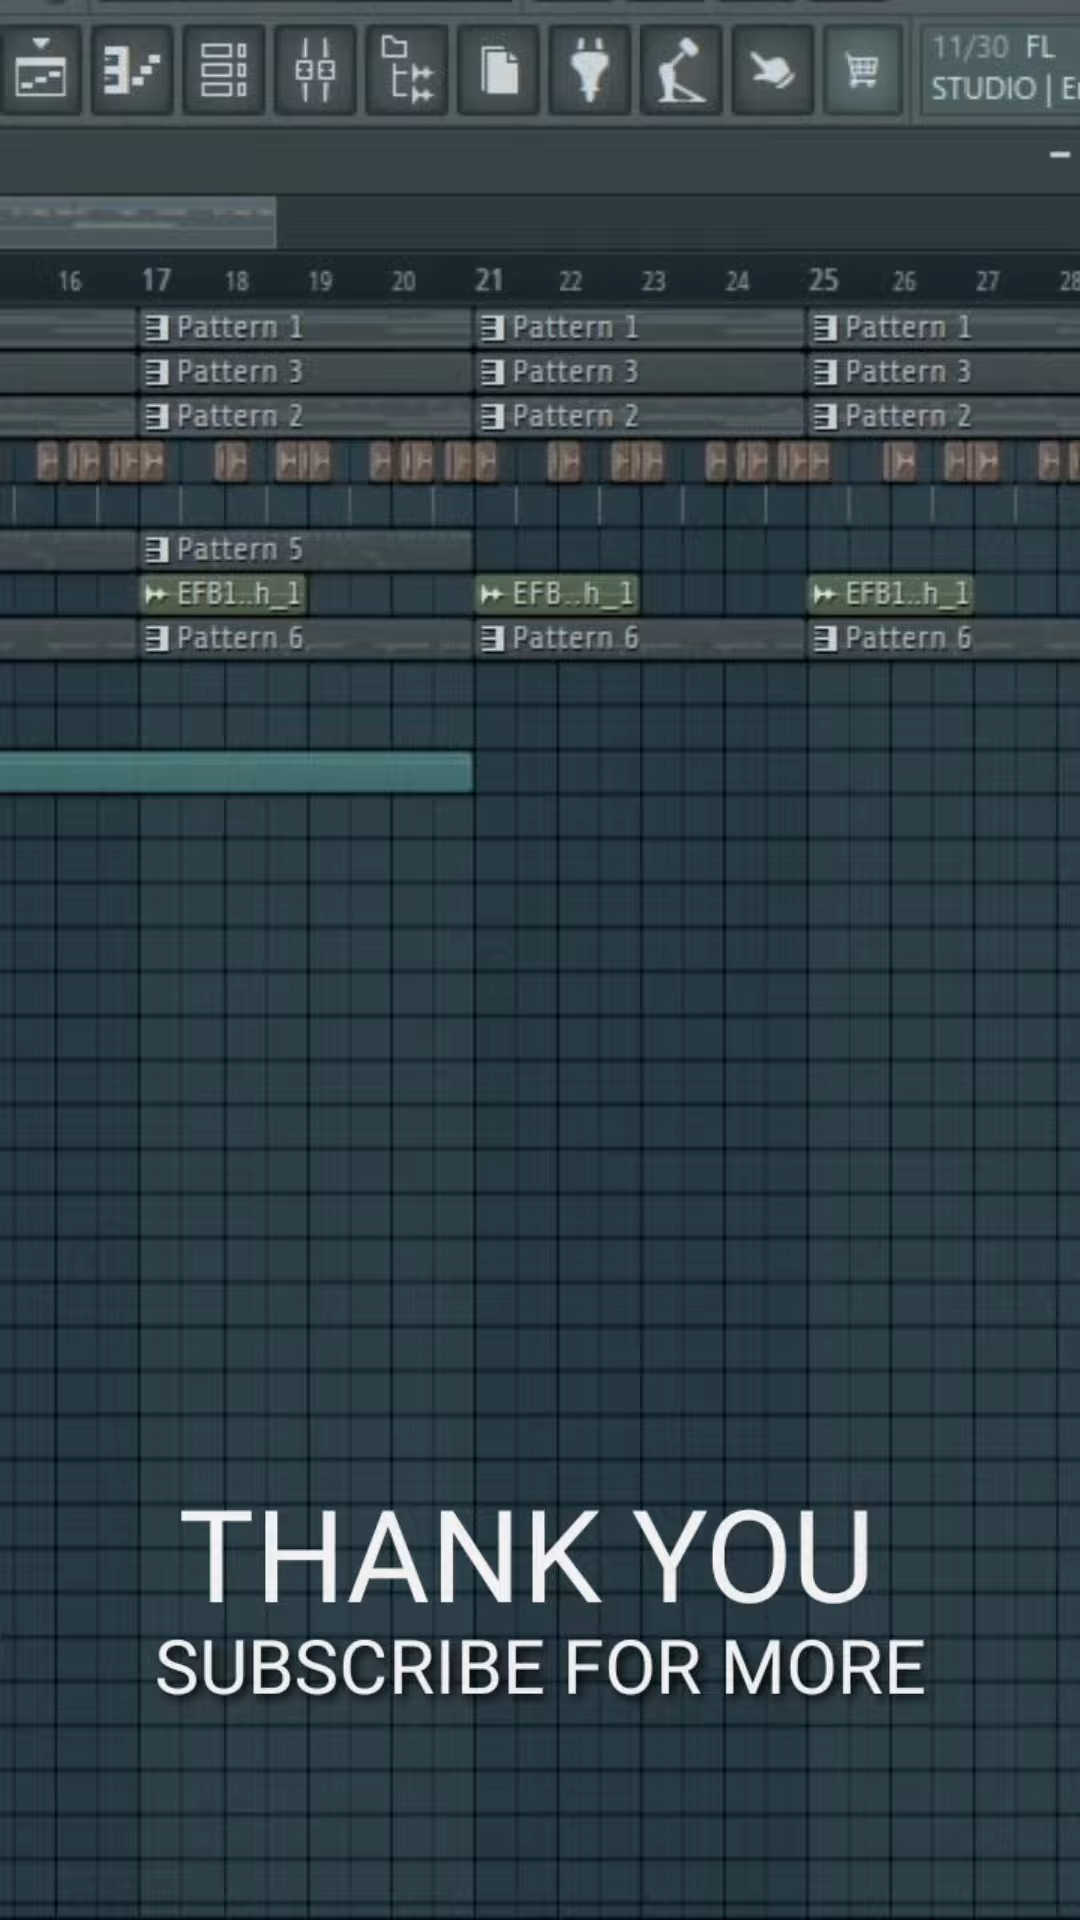 11/30 FL
STUDIO |
16 17 18 19 20 21 22 23 24 25 26 27 28
Pattern 1 Pattern 1 Pattern 1
Pattern 3 Pattern 3 Pattern 3
Pattern 2 Pattern 2 Pattern 2
Pattern 5
EFB1..h_1 EFB..h_1 EFB1..h_1
Pattern 6 Pattern 6 Pattern 6
THANK YOU
SUBSCRIBE FOR MORE